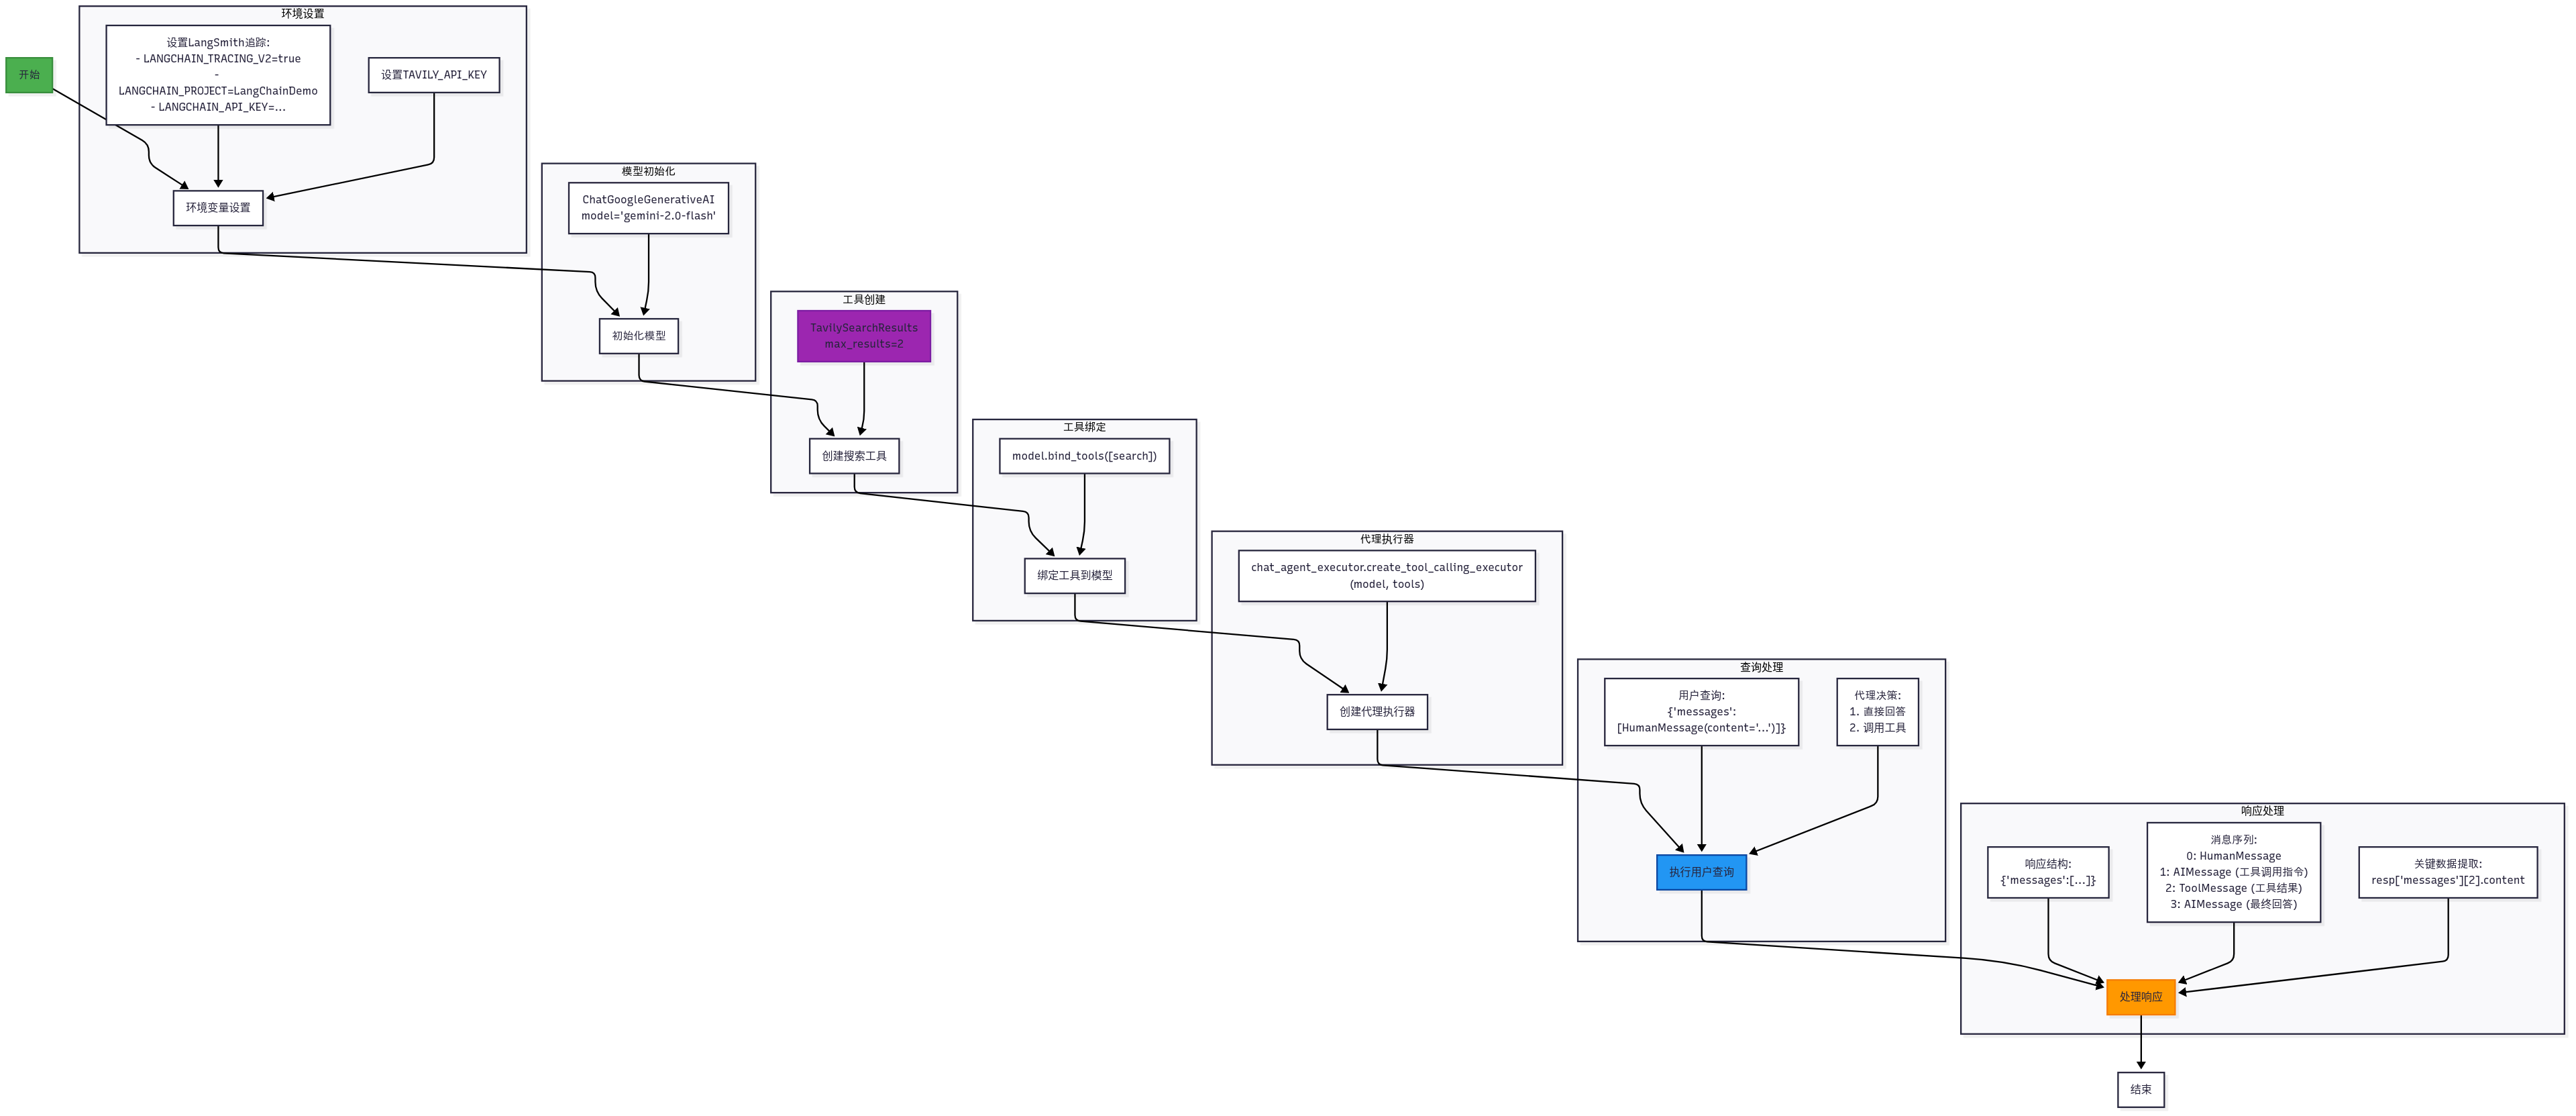 开始
环境设置
设置LangSmith追踪:
- LANGCHAIN_TRACING_V2=true
-
LANGCHAIN_PROJECT=LangChainDemo
- LANGCHAIN_API_KEY=...
设置TAVILY_API_KEY
环境变量设置
模型初始化
ChatGoogleGenerativeAI
model='gemini-2.0-flash'
初始化模型
工具创建
TavilySearchResults
max_results=2
创建搜索工具
工具绑定
model.bind_tools([search])
绑定工具到模型
代理执行器
chat_agent_executor.create_tool_calling_executor
(model, tools)
创建代理执行器
查询处理
用户查询:
{'messages':
[HumanMessage(content='...')]}
代理决策:
1. 直接回答
2. 调用工具
执行用户查询
响应处理
响应结构:
{'messages':[...]}
消息序列:
0: HumanMessage
1: AIMessage (工具调用指令)
2: ToolMessage (工具结果)
3: AIMessage (最终回答)
关键数据提取:
resp['messages'][2].content
处理响应
结束